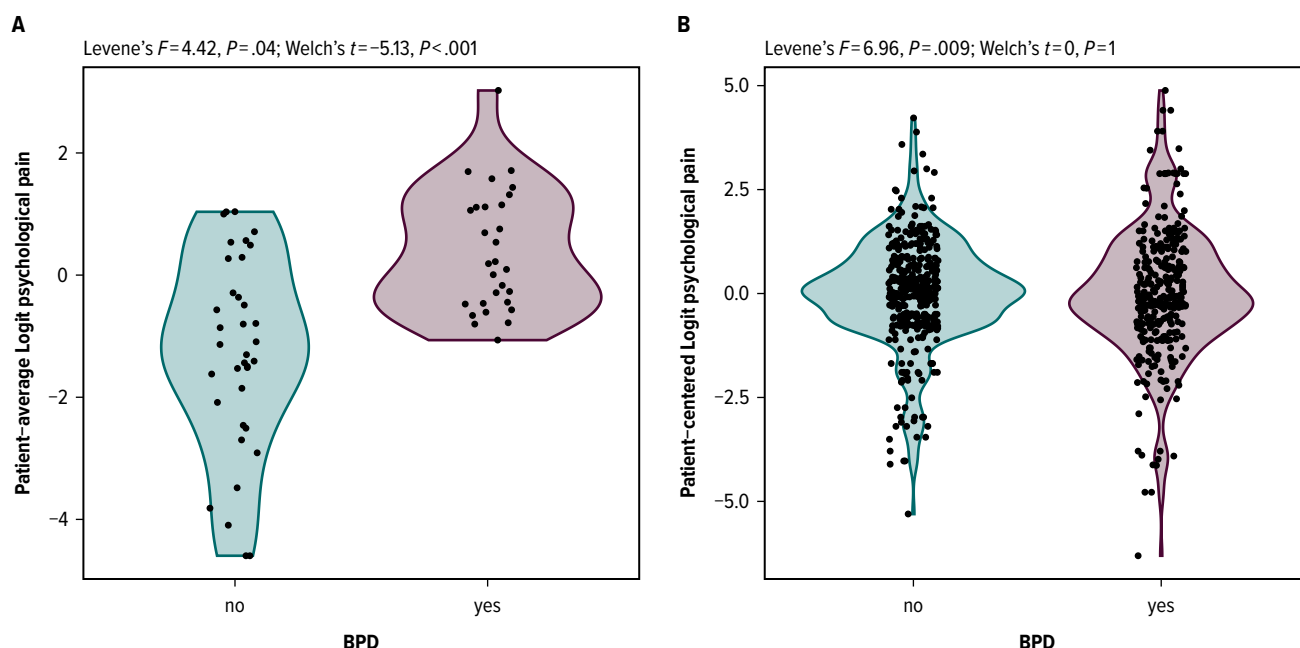 A
Levene's F=4.42, P=.04; Welch's t=−5.13, P<.001
Patient–average Logit psychological pain
2
0
−2
−4
no
yes
BPD
B
Levene's F=6.96, P=.009; Welch's t=0, P=1
Patient–centered Logit psychological pain
5.0
2.5
0.0
−2.5
−5.0
no
yes
BPD